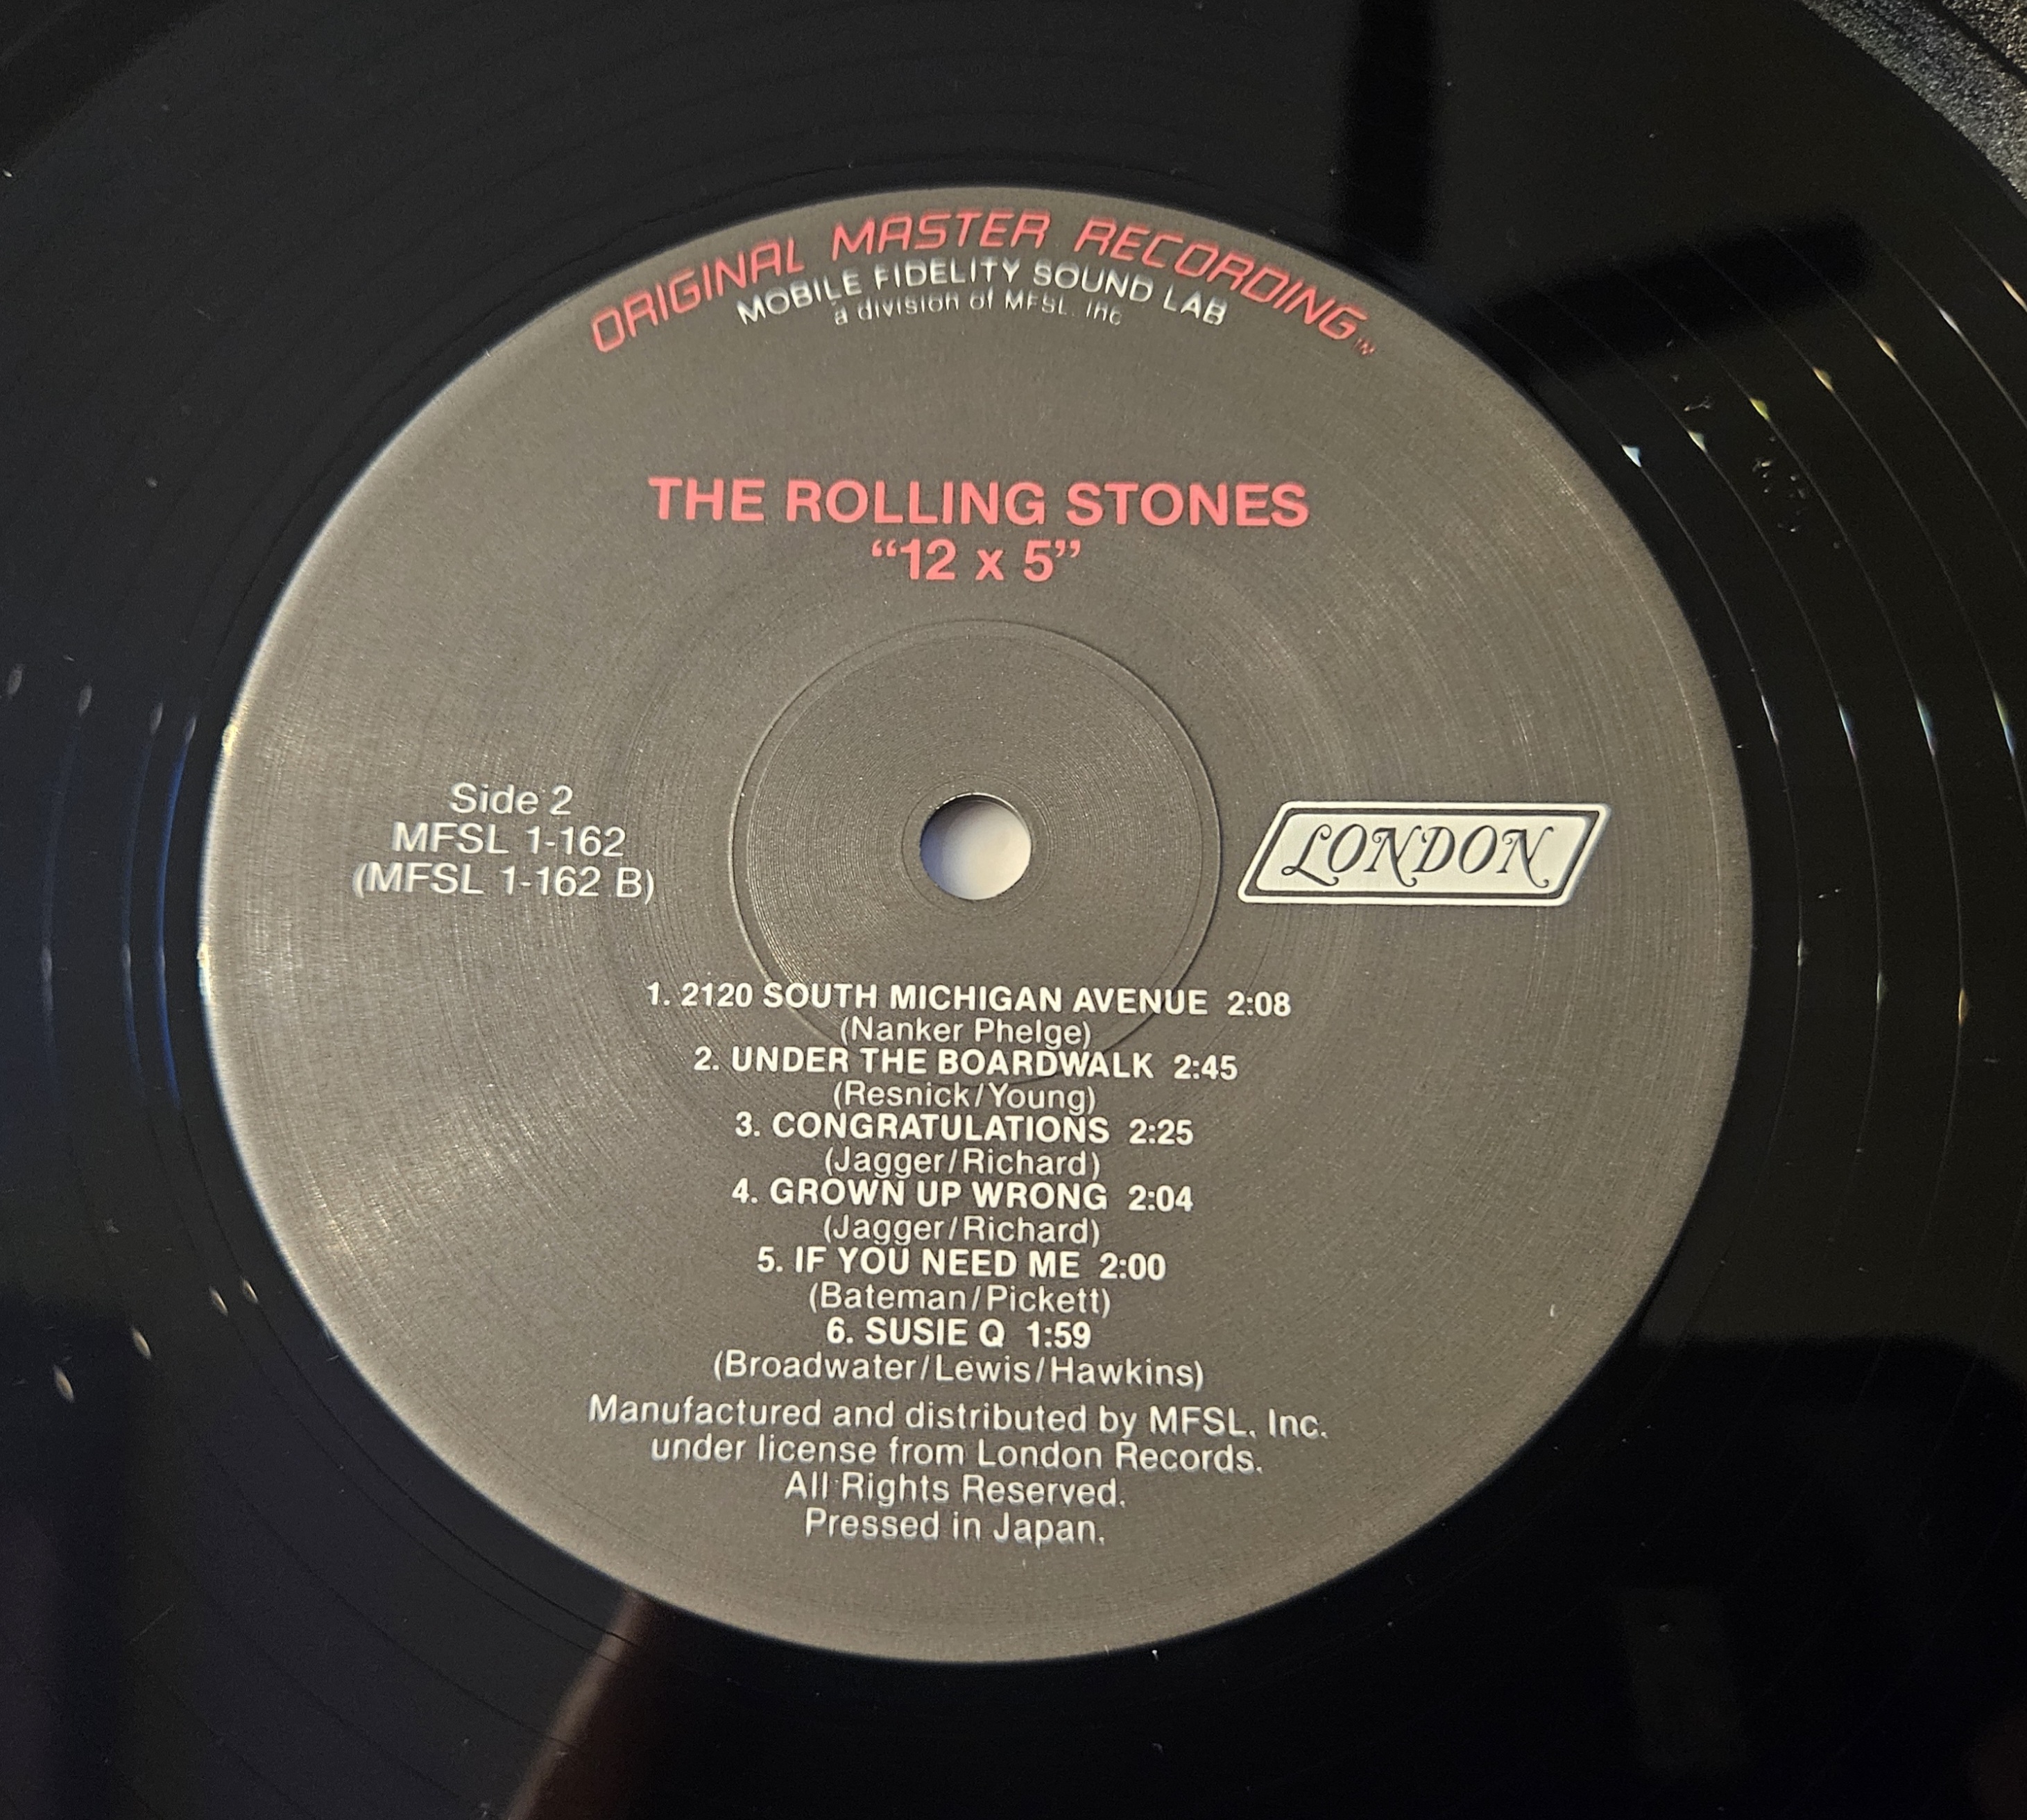 ORIGINAL MASTER RECORDING™
MOBILE FIDELITY SOUND LAB
a division of MFSL. Inc
THE ROLLING STONES
“12 x 5”
Side 2
MFSL 1-162
(MFSL 1-162 B)
LONDON
1. 2120 SOUTH MICHIGAN AVENUE 2:08
(Nanker Phelge)
2. UNDER THE BOARDWALK 2:45
(Resnick/Young)
3. CONGRATULATIONS 2:25
(Jagger/Richard)
4. GROWN UP WRONG 2:04
(Jagger/Richard)
5. IF YOU NEED ME 2:00
(Bateman/Pickett)
6. SUSIE Q 1:59
(Broadwater/Lewis/Hawkins)
Manufactured and distributed by MFSL. Inc.
under license from London Records.
All Rights Reserved.
Pressed in Japan.